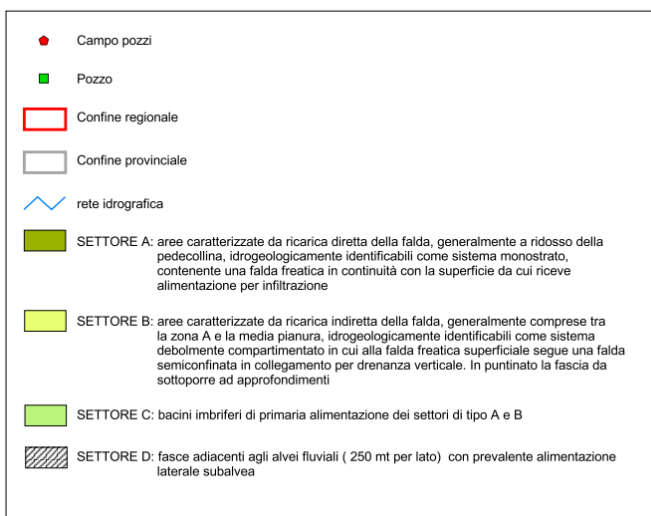 Campo pozzi
Pozzo
Confine regionale
Confine provinciale
rete idrografica
SETTORE A: aree caratterizzate da ricarica diretta della falda, generalmente a ridosso della
pedecollina, idrogeologicamente identificabili come sistema monostrato,
contenente una falda freatica in continuità con la superficie da cui riceve
alimentazione per infiltrazione
SETTORE B: aree caratterizzate da ricarica indiretta della falda, generalmente comprese tra
la zona A e la media pianura, idrogeologicamente identificabili come sistema
debolmente compartimentato in cui alla falda freatica superficiale segue una falda
semiconfinata in collegamento per drenanza verticale. In puntinato la fascia da
sottoporre ad approfondimenti
SETTORE C: bacini imbriferi di primaria alimentazione dei settori di tipo A e B
SETTORE D: fasce adiacenti agli alvei fluviali ( 250 mt per lato) con prevalente alimentazione
laterale subalvea